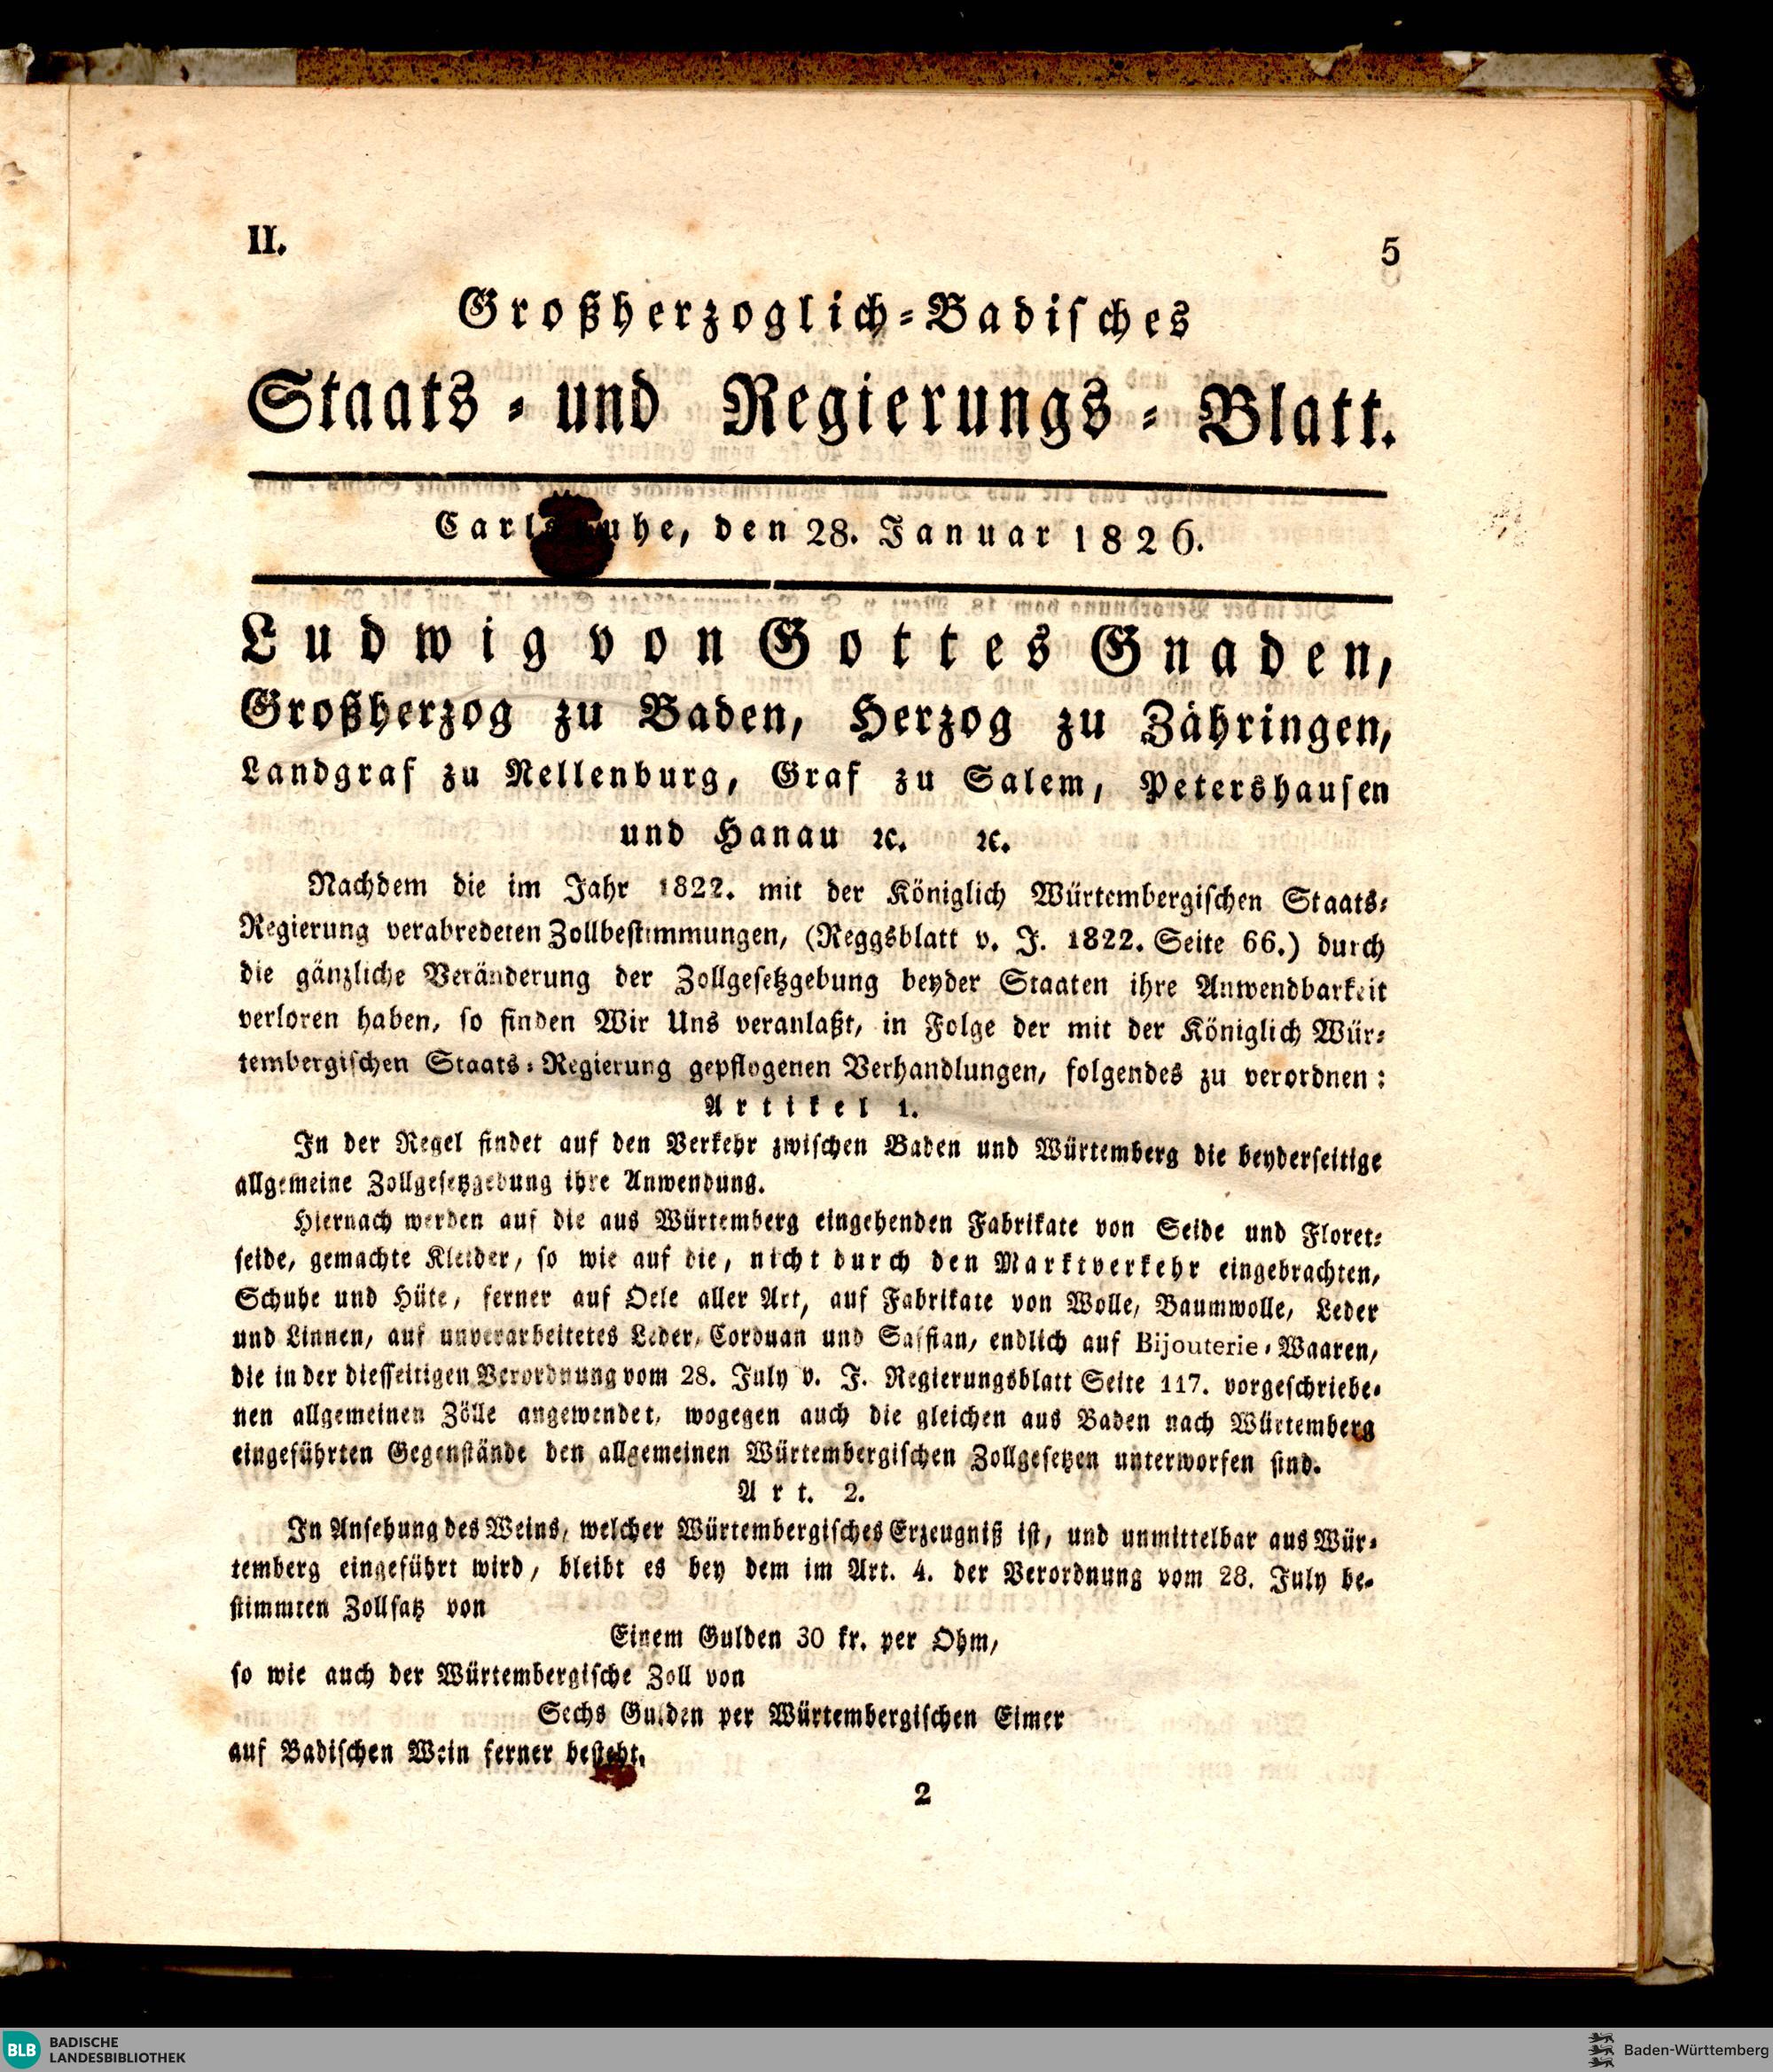 II.
5
Großherzoglich-Badisches
Staats- und Regierungs-Blatt.
Carlsruhe, den 28. Januar 1826.
Ludwig von Gottes Gnaden,
Großherzog zu Baden, Herzog zu Zähringen,
Landgraf zu Nellenburg, Graf zu Salem, Petershausen
und Hanau ꝛc. ꝛc.
Nachdem die im Jahr 1822. mit der Königlich Würtembergischen Staats-
Regierung verabredeten Zollbestimmungen, (Reggsblatt v. J. 1822. Seite 66.) durch
die gänzliche Veränderung der Zollgesetzgebung beyder Staaten ihre Anwendbarkeit
verloren haben, so finden Wir Uns veranlaßt, in Folge der mit der Königlich Wür-
tembergischen Staats-Regierung gepflogenen Verhandlungen, folgendes zu verordnen:
Artikel 1.
In der Regel findet auf den Verkehr zwischen Baden und Würtemberg die beyderseitige
allgemeine Zollgesetzgebung ihre Anwendung.
Hiernach werden auf die aus Würtemberg eingehenden Fabrikate von Seide und Floret-
seide, gemachte Kleider, so wie auf die, nicht durch den Marktverkehr eingebrachten,
Schuhe und Hüte, ferner auf Oele aller Art, auf Fabrikate von Wolle, Baumwolle, Leder
und Linnen, auf unverarbeitetes Leder, Corduan und Saffian, endlich auf Bijouterie-Waaren,
die in der diesseitigen Verordnung vom 28. July v. J. Regierungsblatt Seite 117. vorgeschriebe-
nen allgemeinen Zölle angewendet, wogegen auch die gleichen aus Baden nach Würtemberg
eingeführten Gegenstände den allgemeinen Würtembergischen Zollgesetzen unterworfen sind.
Art. 2.
In Ansehung des Weins, welcher Würtembergisches Erzeugniß ist, und unmittelbar aus Wür-
temberg eingeführt wird, bleibt es bey dem im Art. 4. der Verordnung vom 28. July be-
stimmten Zollsatz von
Einem Gulden 30 kr. per Ohm,
so wie auch der Würtembergische Zoll von
Sechs Gulden per Würtembergischen Eimer
auf Badischen Wein ferner besteht.
2
BLB BADISCHE
LANDESBIBLIOTHEK
Baden-Württemberg